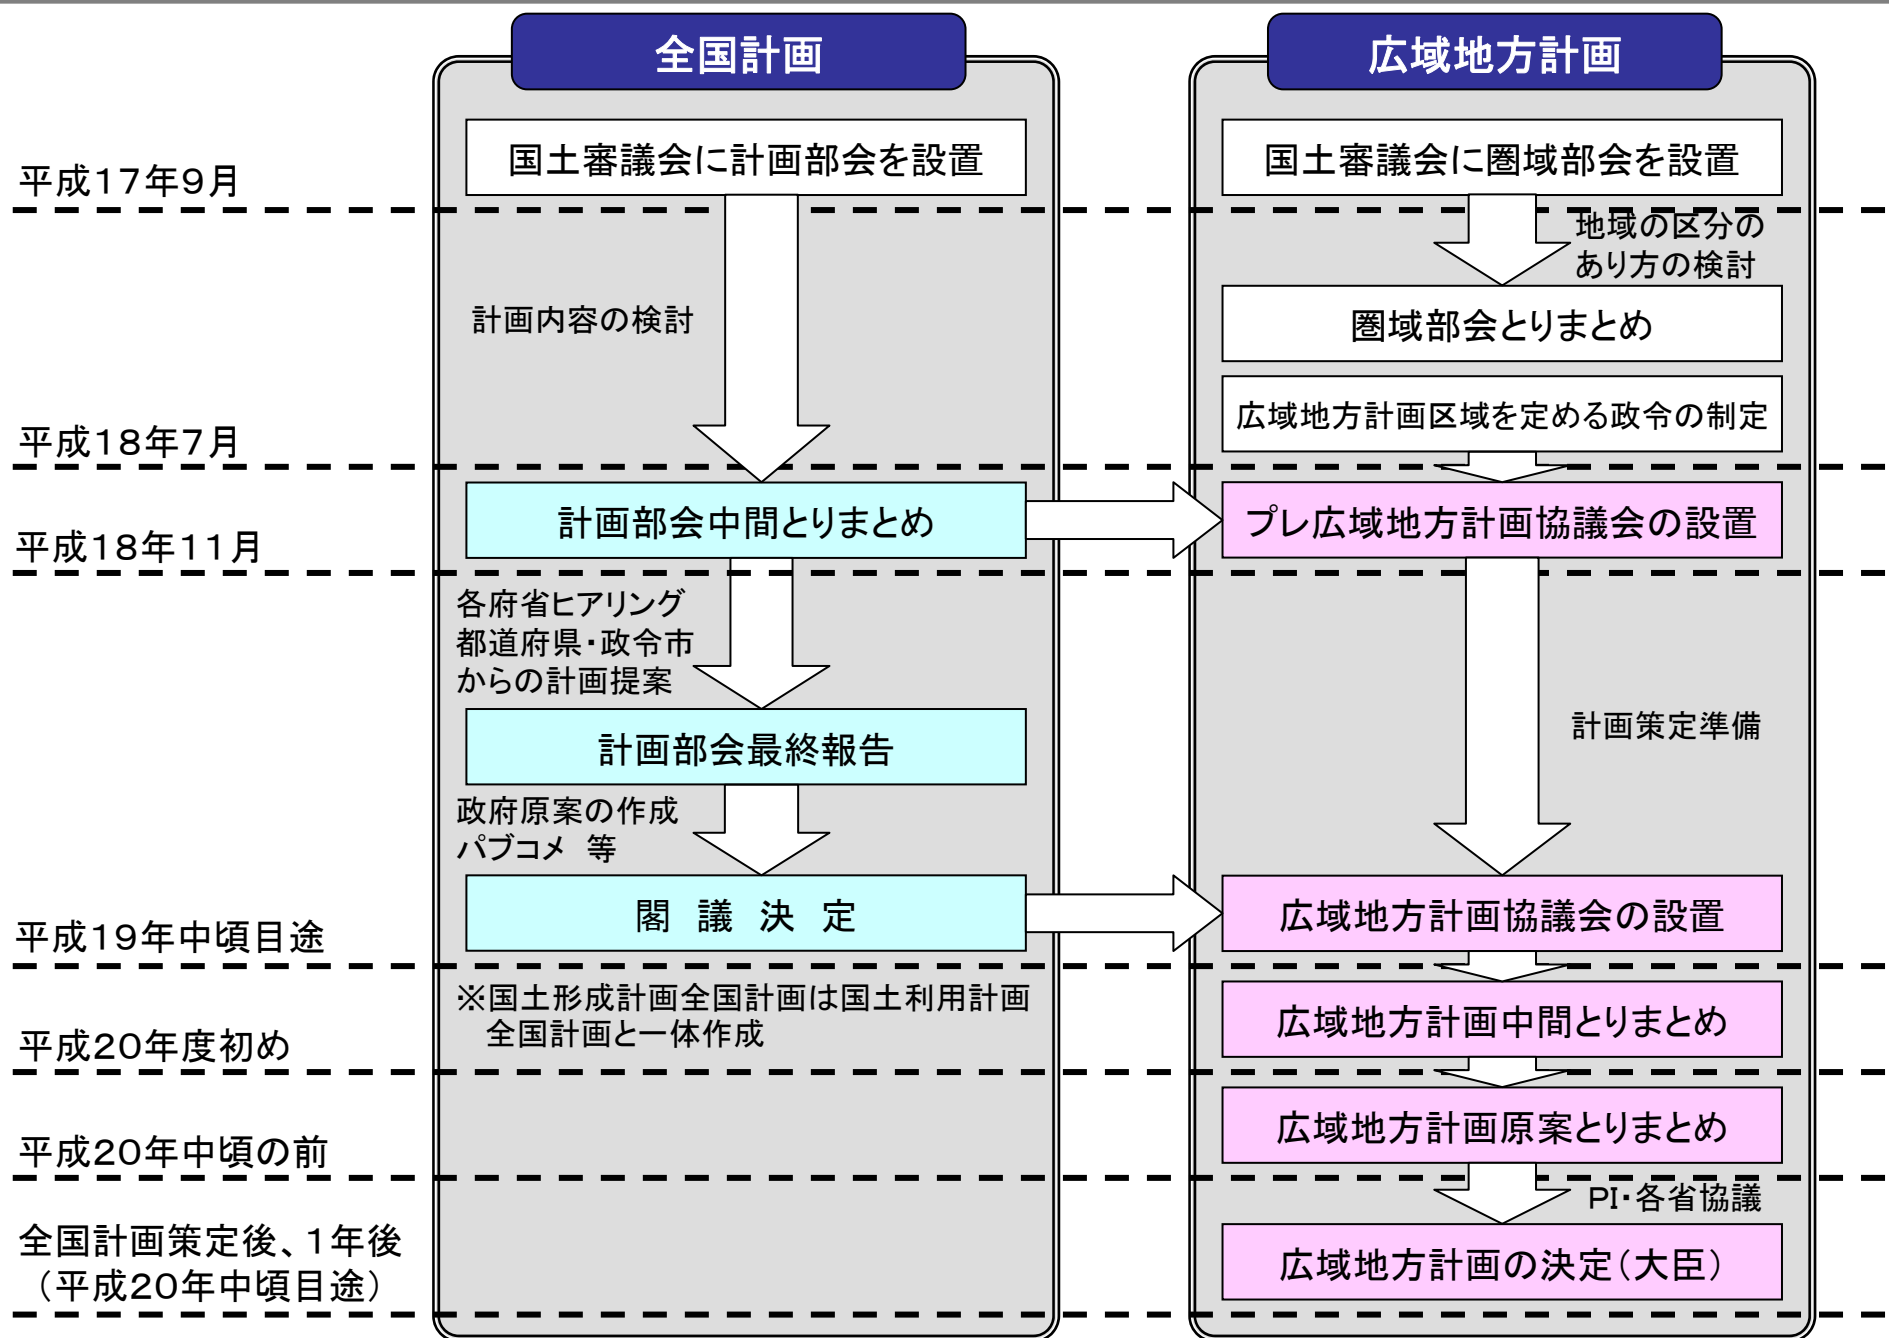 全国計画
広域地方計画
平成17年9月
国土審議会に計画部会を設置
国土審議会に圏域部会を設置
地域の区分の
あり方の検討
計画内容の検討
圏域部会とりまとめ
広域地方計画区域を定める政令の制定
平成18年7月
計画部会中間とりまとめ
プレ広域地方計画協議会の設置
平成18年11月
各府省ヒアリング
都道府県・政令市
からの計画提案
計画部会最終報告
計画策定準備
政府原案の作成
パブコメ 等
閣 議 決 定
広域地方計画協議会の設置
平成19年中頃目途
※国土形成計画全国計画は国土利用計画
全国計画と一体作成
広域地方計画中間とりまとめ
平成20年度初め
広域地方計画原案とりまとめ
平成20年中頃の前
PI・各省協議
全国計画策定後、1年後
（平成20年中頃目途）
広域地方計画の決定（大臣）